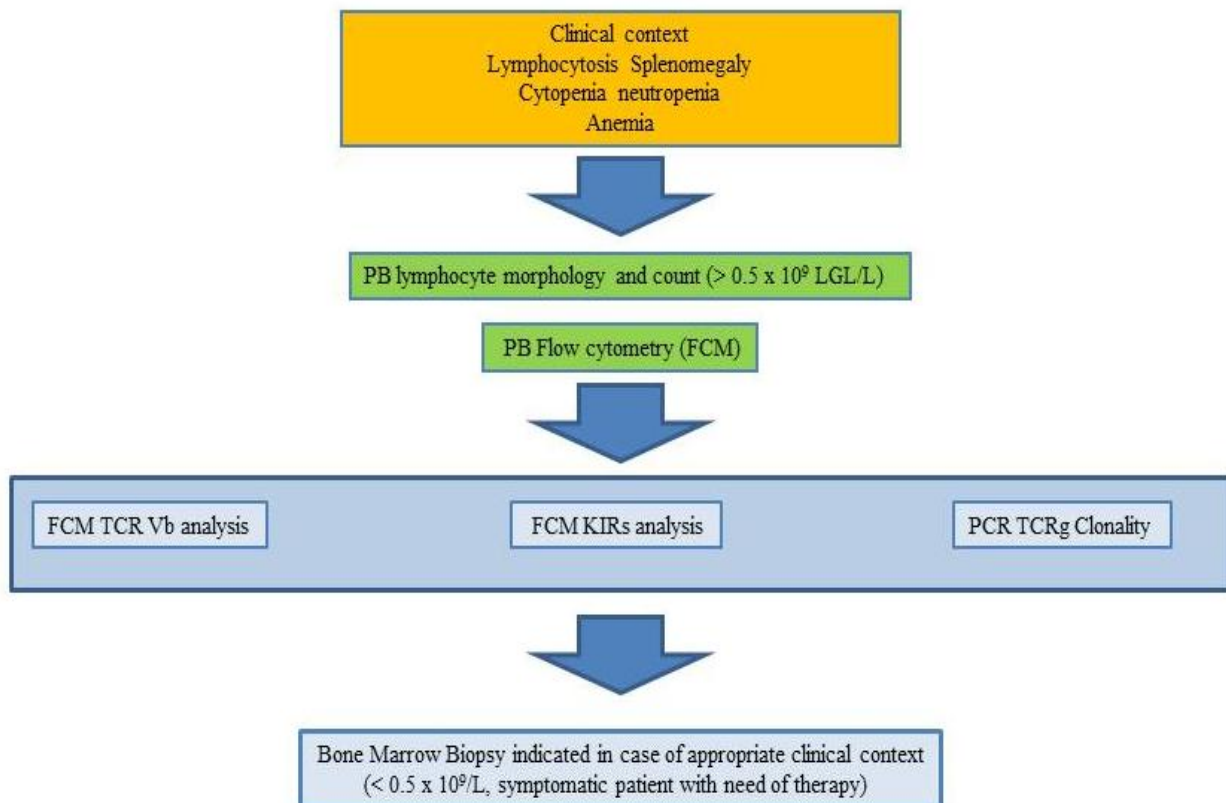 Clinical context
Lymphocytosis Splenomegaly
Cytopenia neutropenia
Anemia
PB lymphocyte morphology and count (> 0.5 x 10⁹ LGL/L)
PB Flow cytometry (FCM)
FCM TCR Vb analysis
FCM KIRs analysis
PCR TCRg Clonality
Bone Marrow Biopsy indicated in case of appropriate clinical context
(< 0.5 x 10⁹/L, symptomatic patient with need of therapy)